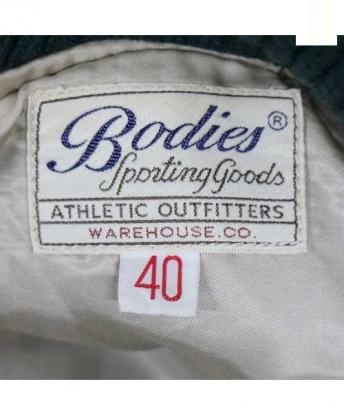 Bodies®
Sporting Goods
ATHLETIC OUTFITTERS
WAREHOUSE.CO.
40